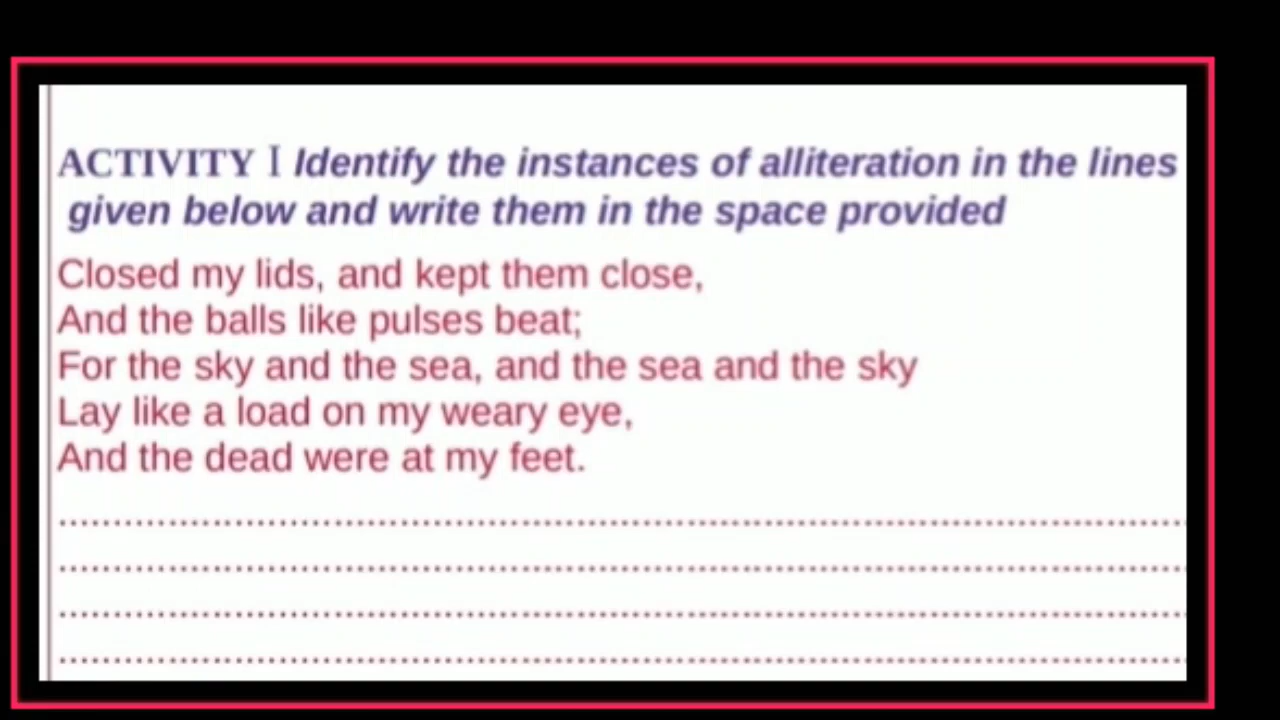 ACTIVITY I Identify the instances of alliteration in the lines
given below and write them in the space provided
Closed my lids, and kept them close,
And the balls like pulses beat;
For the sky and the sea, and the sea and the sky
Lay like a load on my weary eye,
And the dead were at my feet.